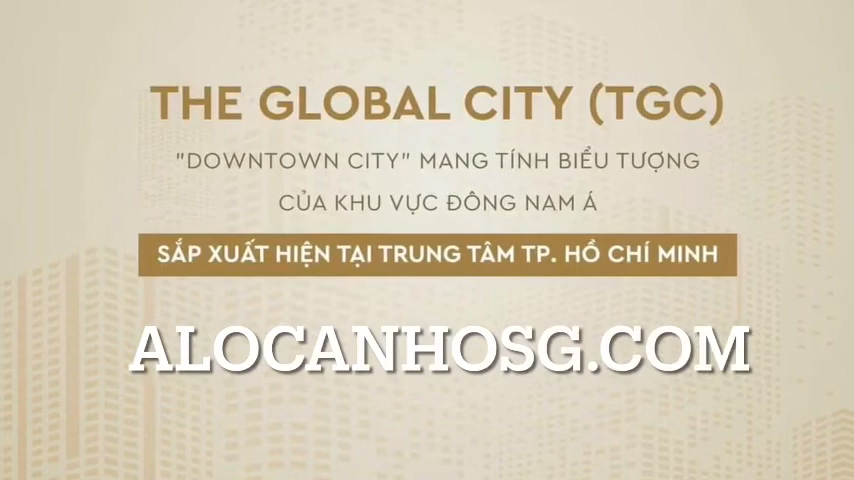 THE GLOBAL CITY (TGC)
"DOWNTOWN CITY" MANG TÍNH BIỂU TƯỢNG
CỦA KHU VỰC ĐÔNG NAM Á
SẮP XUẤT HIỆN TẠI TRUNG TÂM TP. HỒ CHÍ MINH
ALOCANHOSG.COM